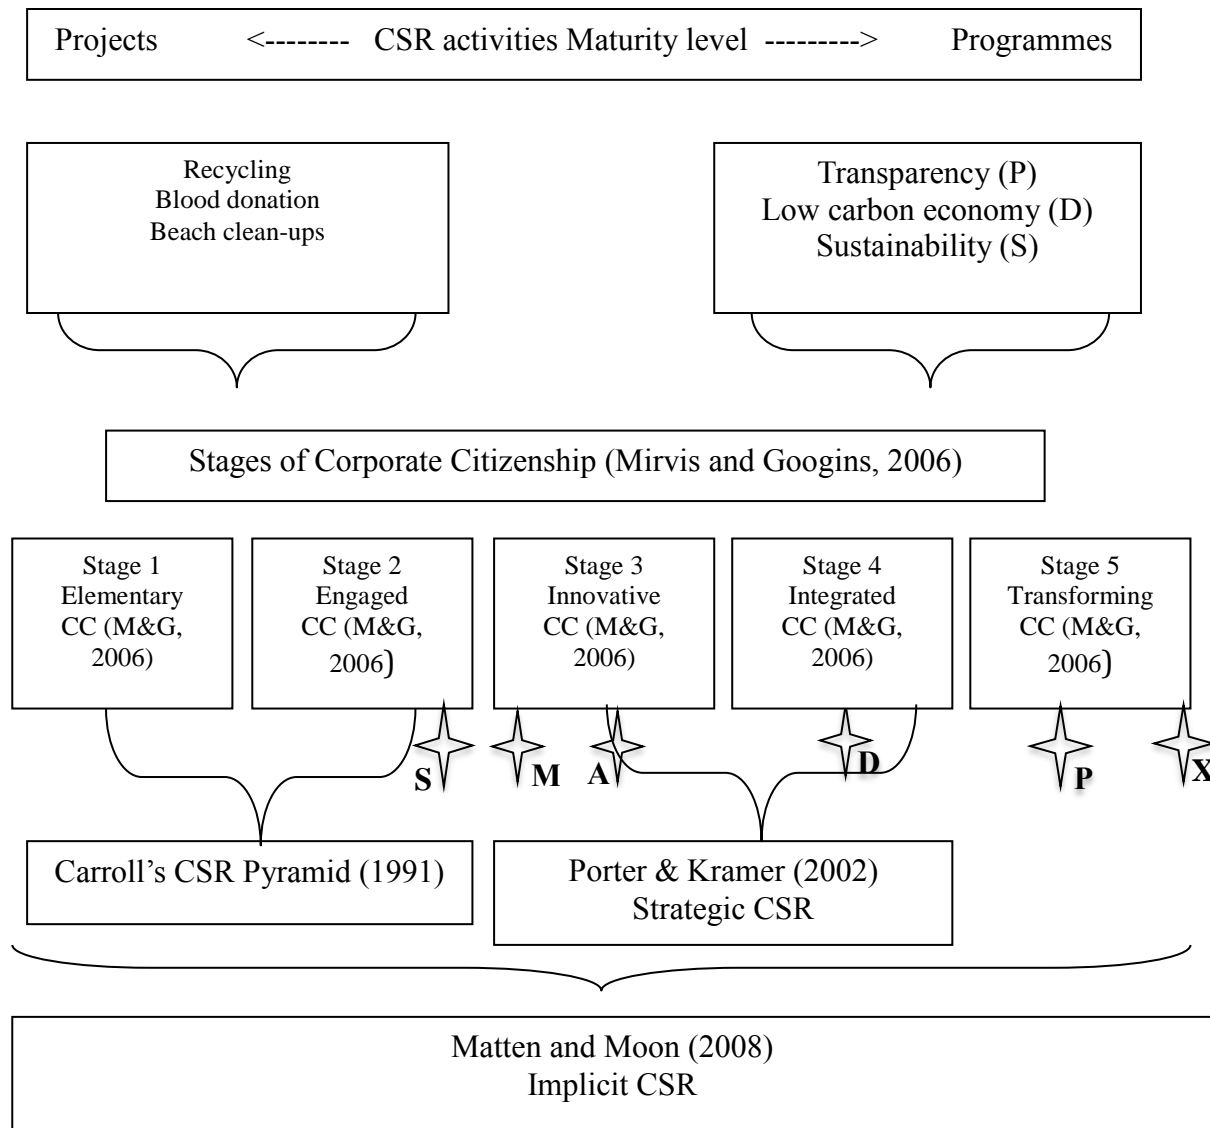 Projects <-------- CSR activities Maturity level ---------> Programmes
Recycling
Blood donation
Beach clean-ups
Transparency (P)
Low carbon economy (D)
Sustainability (S)
Stages of Corporate Citizenship (Mirvis and Googins, 2006)
Stage 1
Elementary
CC (M&G,
2006)
Stage 2
Engaged
CC (M&G,
2006)
Stage 3
Innovative
CC (M&G,
2006)
Stage 4
Integrated
CC (M&G,
2006)
Stage 5
Transforming
CC (M&G,
2006)
S M A D P X
Carroll’s CSR Pyramid (1991)
Porter & Kramer (2002)
Strategic CSR
Matten and Moon (2008)
Implicit CSR